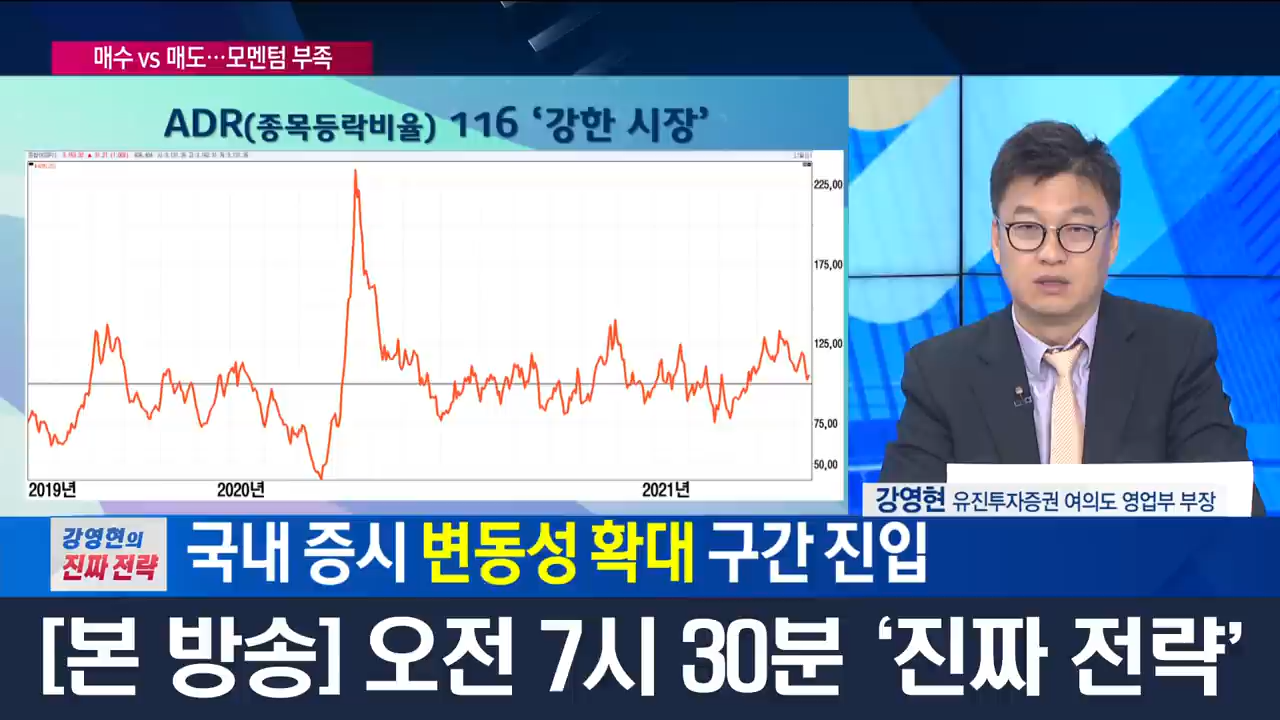 매수 vs 매도…모멘텀 부족
ADR(종목등락비율) 116 ‘강한 시장’
225,00
175,00
125,00
75,00
50,00
2019년
2020년
2021년
강영현 유진투자증권 여의도 영업부 부장
강영현의
진짜 전략
국내 증시 변동성 확대 구간 진입
[본 방송] 오전 7시 30분 ‘진짜 전략’